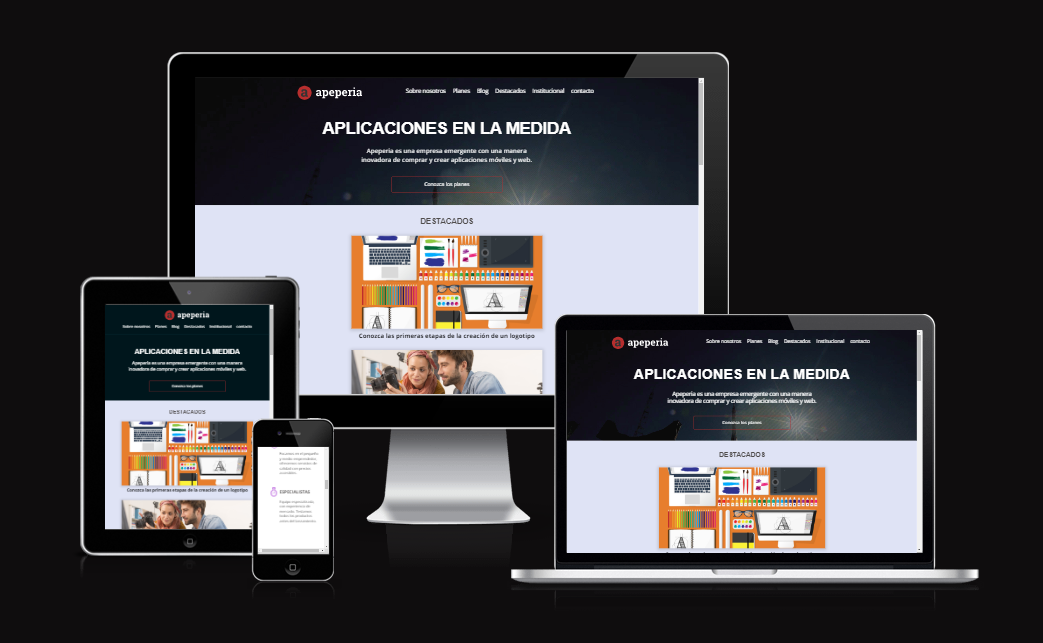 apeperia
Sobre nosotros Planes Blog Destacados Institucional contacto
APLICACIONES EN LA MEDIDA
Apeperia es una empresa emergente con una manera
inovadora de comprar y crear aplicaciones móviles y web.
Conozca los planes
DESTACADOS
A
A
Conozca las primeras etapas de la creación de un logotipo
apeperia
Sobre nosotros Planes Blog Destacados Institucional contacto
APLICACIONES EN LA MEDIDA
Apeperia es una empresa emergente con una manera
inovadora de comprar y crear aplicaciones móviles y web.
Conozca los planes
DESTACADOS
A
A
Conozca las primeras etapas de la creación de un logotipo
ESPECIALISTAS
apeperia
Sobre nosotros Planes Blog Destacados Institucional contacto
APLICACIONES EN LA MEDIDA
Apeperia es una empresa emergente con una manera
inovadora de comprar y crear aplicaciones móviles y web.
Conozca los planes
DESTACADOS
A
A